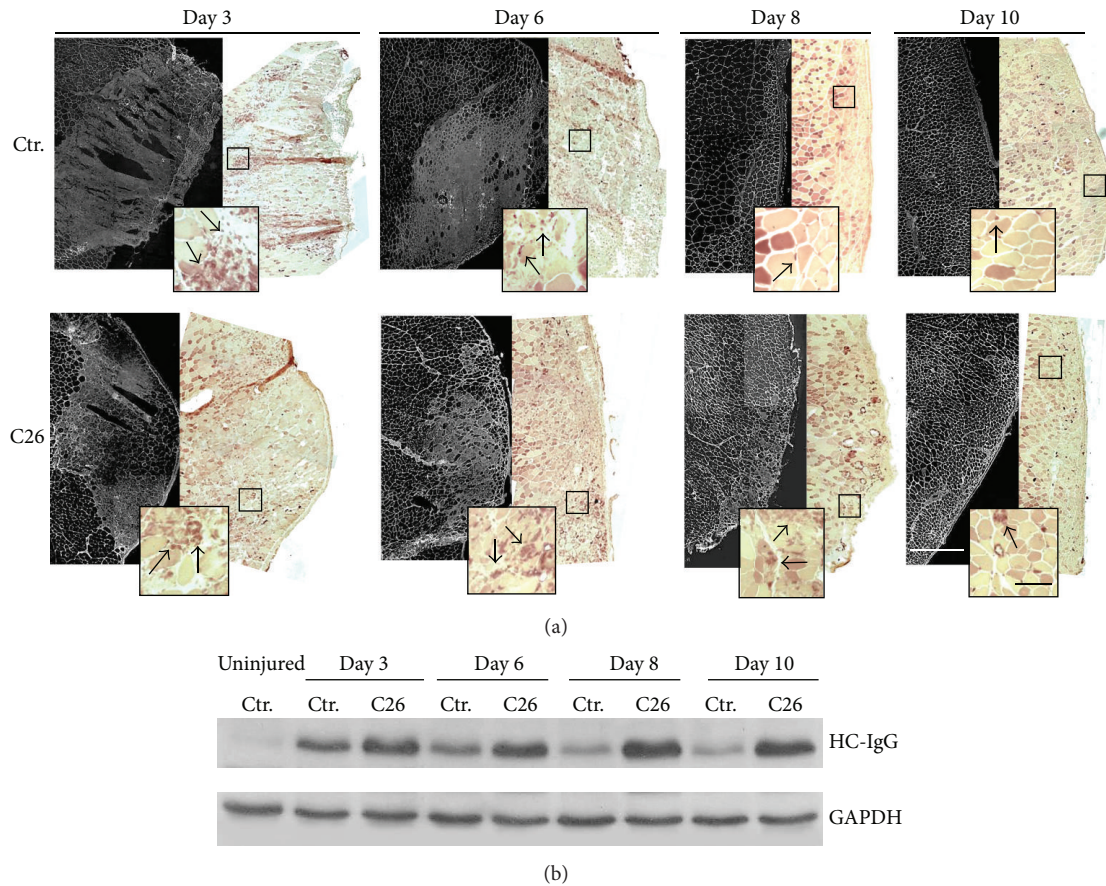 Day 3 Day 6 Day 8 Day 10
Ctr.
C26
(a)
Uninjured Day 3 Day 6 Day 8 Day 10
Ctr. Ctr. C26 Ctr. C26 Ctr. C26 Ctr. C26
HC-IgG
GAPDH
(b)